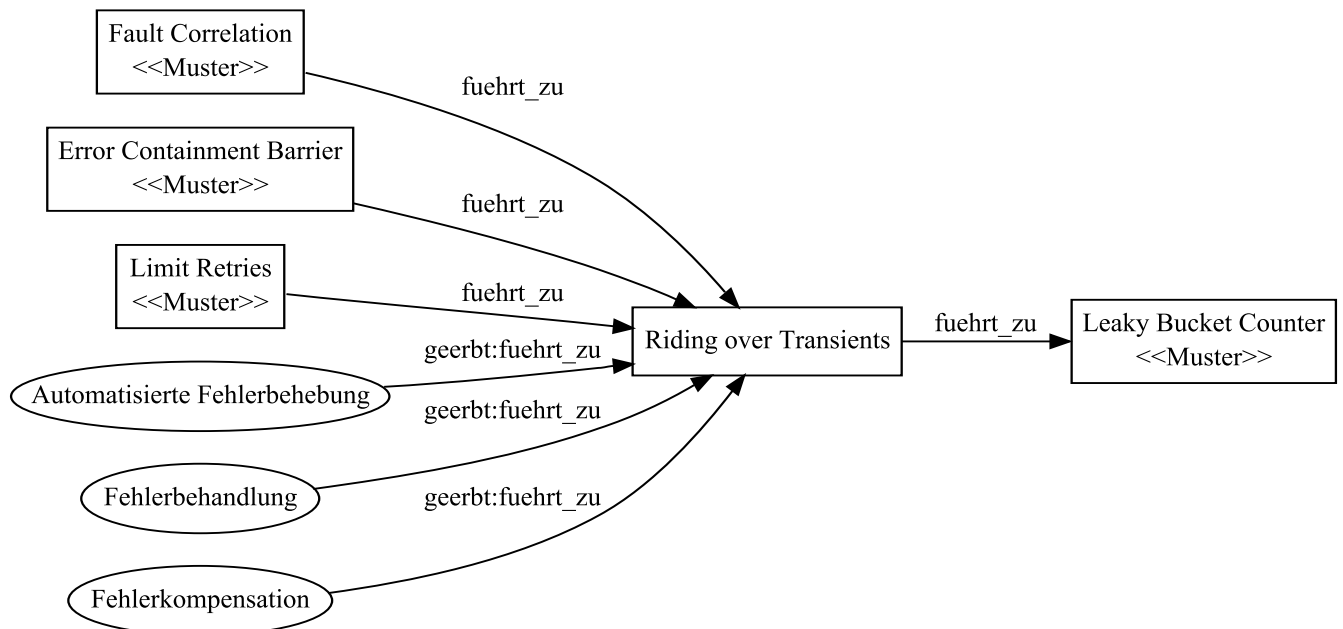 Fault Correlation
<<Muster>>
fuehrt_zu
Error Containment Barrier
<<Muster>>
fuehrt_zu
Limit Retries
<<Muster>>
fuehrt_zu
Riding over Transients
fuehrt_zu
Leaky Bucket Counter
<<Muster>>
geerbt:fuehrt_zu
Automatisierte Fehlerbehebung
geerbt:fuehrt_zu
Fehlerbehandlung
geerbt:fuehrt_zu
Fehlerkompensation